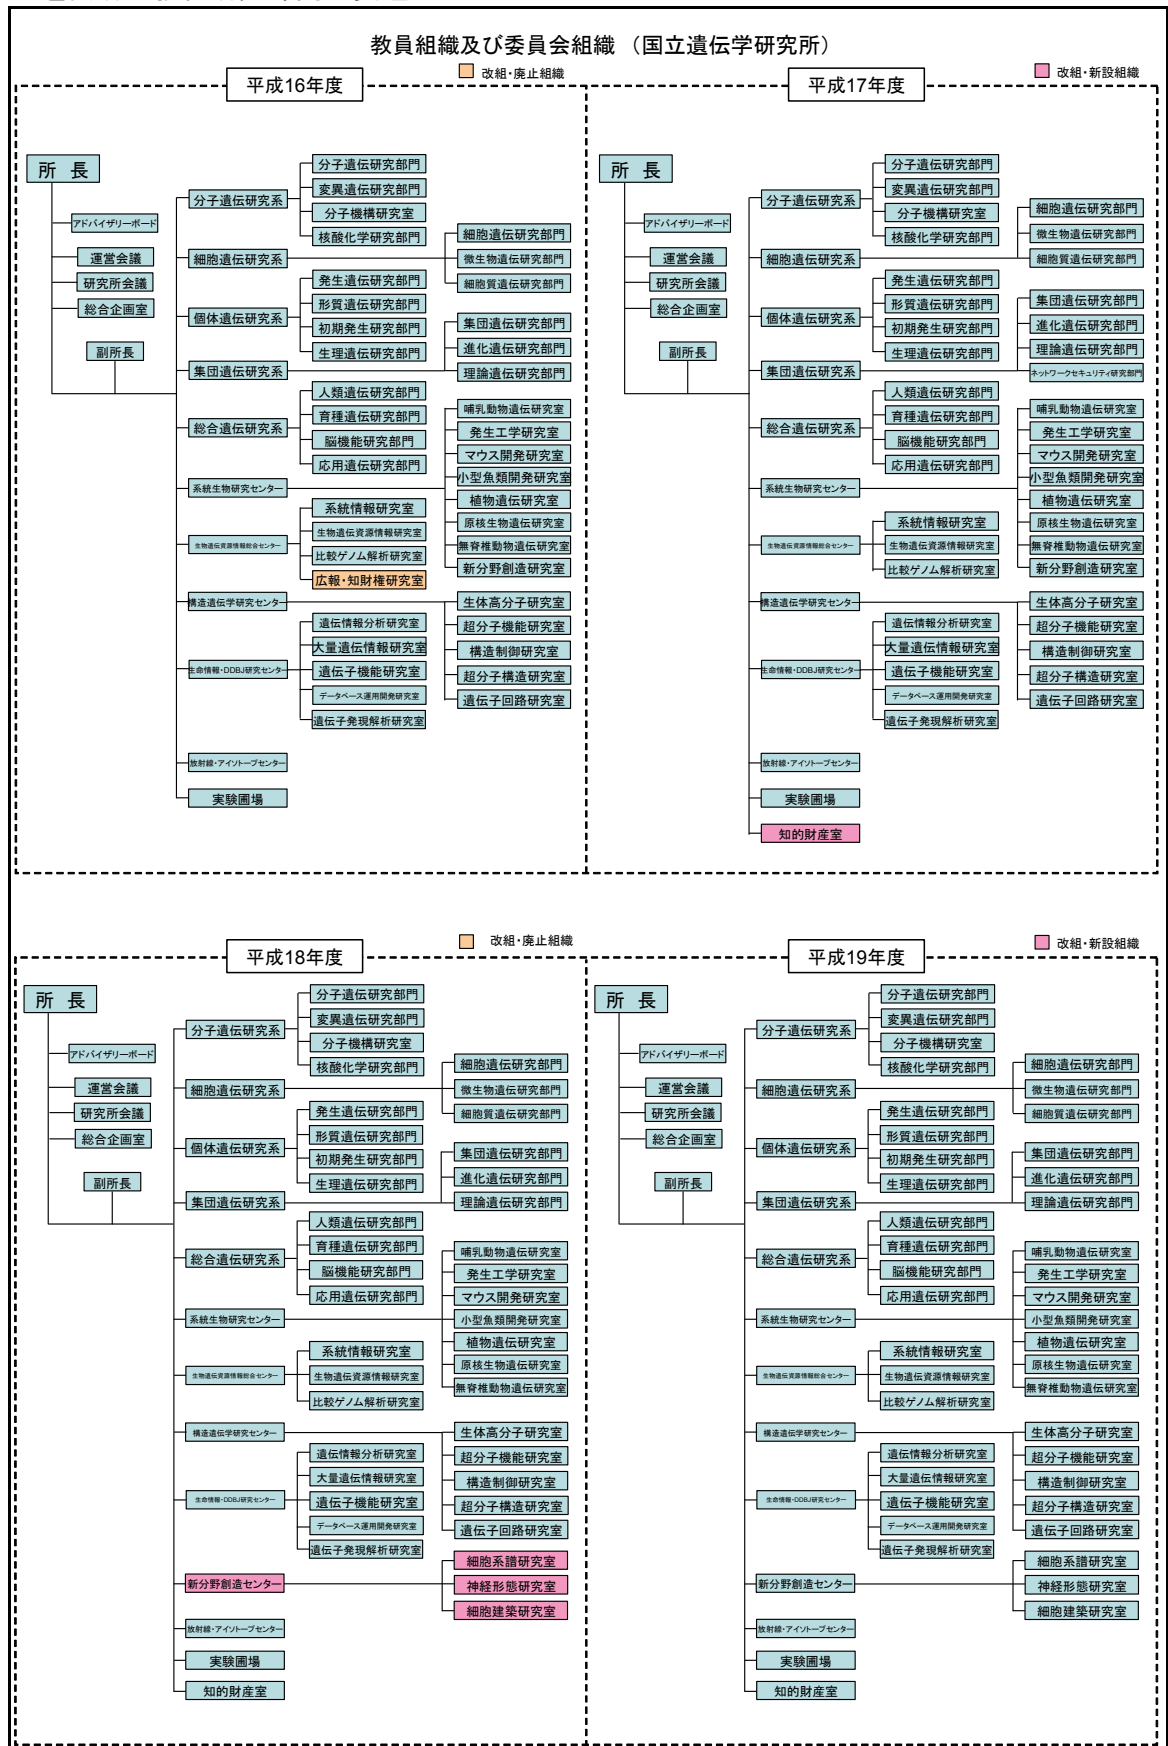 教員組織及び委員会組織 （国立遺伝学研究所）
改組・廃止組織
平成16年度
所 長
アドバイザリーボード
運営会議
研究所会議
総合企画室
副所長
分子遺伝研究系
分子遺伝研究部門
変異遺伝研究部門
分子機構研究室
核酸化学研究部門
細胞遺伝研究系
細胞遺伝研究部門
微生物遺伝研究部門
細胞質遺伝研究部門
個体遺伝研究系
発生遺伝研究部門
形質遺伝研究部門
初期発生研究部門
生理遺伝研究部門
集団遺伝研究系
集団遺伝研究部門
進化遺伝研究部門
理論遺伝研究部門
総合遺伝研究系
人類遺伝研究部門
育種遺伝研究部門
脳機能研究部門
応用遺伝研究部門
系統生物研究センター
哺乳動物遺伝研究室
発生工学研究室
マウス開発研究室
小型魚類開発研究室
植物遺伝研究室
原核生物遺伝研究室
無脊椎動物遺伝研究室
新分野創造研究室
生物遺伝資源情報総合センター
系統情報研究室
生物遺伝資源情報研究室
比較ゲノム解析研究室
広報・知財権研究室
構造遺伝学研究センター
生体高分子研究室
超分子機能研究室
構造制御研究室
超分子構造研究室
遺伝子回路研究室
生命情報・DDBJ研究センター
遺伝情報分析研究室
大量遺伝情報研究室
遺伝子機能研究室
データベース運用開発研究室
遺伝子発現解析研究室
放射線・アイソトープセンター
実験圃場
改組・新設組織
平成17年度
所 長
アドバイザリーボード
運営会議
研究所会議
総合企画室
副所長
分子遺伝研究系
分子遺伝研究部門
変異遺伝研究部門
分子機構研究室
核酸化学研究部門
細胞遺伝研究系
細胞遺伝研究部門
微生物遺伝研究部門
細胞質遺伝研究部門
個体遺伝研究系
発生遺伝研究部門
形質遺伝研究部門
初期発生研究部門
生理遺伝研究部門
集団遺伝研究系
集団遺伝研究部門
進化遺伝研究部門
理論遺伝研究部門
ネットワークセキュリティ研究部門
総合遺伝研究系
人類遺伝研究部門
育種遺伝研究部門
脳機能研究部門
応用遺伝研究部門
系統生物研究センター
哺乳動物遺伝研究室
発生工学研究室
マウス開発研究室
小型魚類開発研究室
植物遺伝研究室
原核生物遺伝研究室
無脊椎動物遺伝研究室
新分野創造研究室
生物遺伝資源情報総合センター
系統情報研究室
生物遺伝資源情報研究室
比較ゲノム解析研究室
構造遺伝学研究センター
生体高分子研究室
超分子機能研究室
構造制御研究室
超分子構造研究室
遺伝子回路研究室
生命情報・DDBJ研究センター
遺伝情報分析研究室
大量遺伝情報研究室
遺伝子機能研究室
データベース運用開発研究室
遺伝子発現解析研究室
放射線・アイソトープセンター
実験圃場
知的財産室
改組・廃止組織
平成18年度
所 長
アドバイザリーボード
運営会議
研究所会議
総合企画室
副所長
分子遺伝研究系
分子遺伝研究部門
変異遺伝研究部門
分子機構研究室
核酸化学研究部門
細胞遺伝研究系
細胞遺伝研究部門
微生物遺伝研究部門
細胞質遺伝研究部門
個体遺伝研究系
発生遺伝研究部門
形質遺伝研究部門
初期発生研究部門
生理遺伝研究部門
集団遺伝研究系
集団遺伝研究部門
進化遺伝研究部門
理論遺伝研究部門
総合遺伝研究系
人類遺伝研究部門
育種遺伝研究部門
脳機能研究部門
応用遺伝研究部門
系統生物研究センター
哺乳動物遺伝研究室
発生工学研究室
マウス開発研究室
小型魚類開発研究室
植物遺伝研究室
原核生物遺伝研究室
無脊椎動物遺伝研究室
生物遺伝資源情報総合センター
系統情報研究室
生物遺伝資源情報研究室
比較ゲノム解析研究室
構造遺伝学研究センター
生体高分子研究室
超分子機能研究室
構造制御研究室
超分子構造研究室
遺伝子回路研究室
生命情報・DDBJ研究センター
遺伝情報分析研究室
大量遺伝情報研究室
遺伝子機能研究室
データベース運用開発研究室
遺伝子発現解析研究室
新分野創造センター
細胞系譜研究室
神経形態研究室
細胞建築研究室
放射線・アイソトープセンター
実験圃場
知的財産室
改組・新設組織
平成19年度
所 長
アドバイザリーボード
運営会議
研究所会議
総合企画室
副所長
分子遺伝研究系
分子遺伝研究部門
変異遺伝研究部門
分子機構研究室
核酸化学研究部門
細胞遺伝研究系
細胞遺伝研究部門
微生物遺伝研究部門
細胞質遺伝研究部門
個体遺伝研究系
発生遺伝研究部門
形質遺伝研究部門
初期発生研究部門
生理遺伝研究部門
集団遺伝研究系
集団遺伝研究部門
進化遺伝研究部門
理論遺伝研究部門
総合遺伝研究系
人類遺伝研究部門
育種遺伝研究部門
脳機能研究部門
応用遺伝研究部門
系統生物研究センター
哺乳動物遺伝研究室
発生工学研究室
マウス開発研究室
小型魚類開発研究室
植物遺伝研究室
原核生物遺伝研究室
無脊椎動物遺伝研究室
生物遺伝資源情報総合センター
系統情報研究室
生物遺伝資源情報研究室
比較ゲノム解析研究室
構造遺伝学研究センター
生体高分子研究室
超分子機能研究室
構造制御研究室
超分子構造研究室
遺伝子回路研究室
生命情報・DDBJ研究センター
遺伝情報分析研究室
大量遺伝情報研究室
遺伝子機能研究室
データベース運用開発研究室
遺伝子発現解析研究室
新分野創造センター
細胞系譜研究室
神経形態研究室
細胞建築研究室
放射線・アイソトープセンター
実験圃場
知的財産室